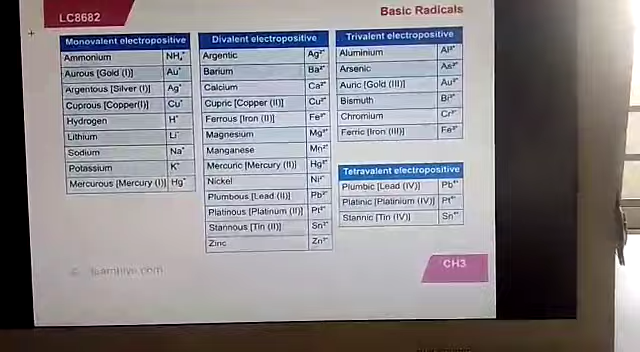 LC8682
Basic Radicals
Monovalent electropositive
Ammonium NH₄⁺
Aurous [Gold (I)] Au⁺
Argentous [Silver (I)] Ag⁺
Cuprous [Copper(I)] Cu⁺
Hydrogen H⁺
Lithium Li⁺
Sodium Na⁺
Potassium K⁺
Mercurous [Mercury (I)] Hg⁺
Divalent electropositive
Argentic Ag²⁺
Barium Ba²⁺
Calcium Ca²⁺
Cupric [Copper (II)] Cu²⁺
Ferrous [Iron (II)] Fe²⁺
Magnesium Mg²⁺
Manganese Mn²⁺
Mercuric [Mercury (II)] Hg²⁺
Nickel Ni²⁺
Plumbous [Lead (II)] Pb²⁺
Platinous [Platinum (II)] Pt²⁺
Stannous [Tin (II)] Sn²⁺
Zinc Zn²⁺
Trivalent electropositive
Aluminium Al³⁺
Arsenic As³⁺
Auric [Gold (III)] Au³⁺
Bismuth Bi³⁺
Chromium Cr³⁺
Ferric [Iron (III)] Fe³⁺
Tetravalent electropositive
Plumbic [Lead (IV)] Pb⁴⁺
Platinic [Platinium (IV)] Pt⁴⁺
Stannic [Tin (IV)] Sn⁴⁺
© learnhive.com
CH3